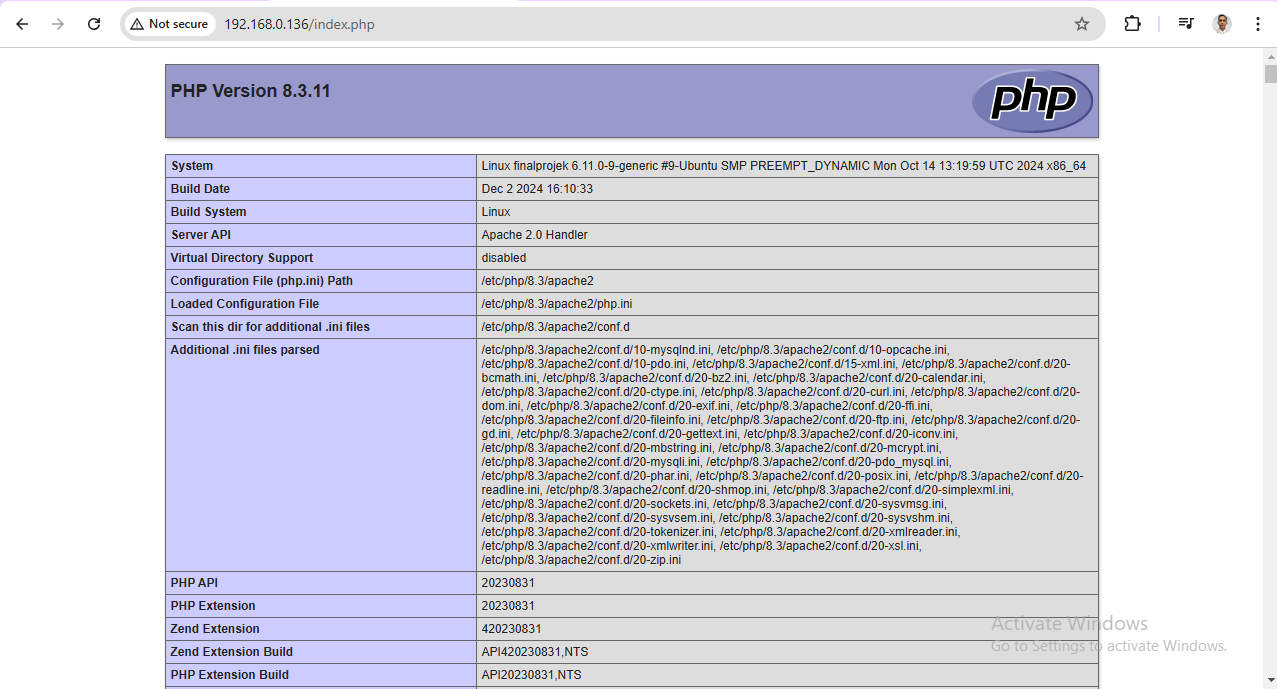 Not secure
192.168.0.136/index.php
PHP Version 8.3.11
php
System
Linux finalprojek 6.11.0-9-generic #9-Ubuntu SMP PREEMPT_DYNAMIC Mon Oct 14 13:19:59 UTC 2024 x86_64
Build Date
Dec 2 2024 16:10:33
Build System
Linux
Server API
Apache 2.0 Handler
Virtual Directory Support
disabled
Configuration File (php.ini) Path
/etc/php/8.3/apache2
Loaded Configuration File
/etc/php/8.3/apache2/php.ini
Scan this dir for additional .ini files
/etc/php/8.3/apache2/conf.d
Additional .ini files parsed
/etc/php/8.3/apache2/conf.d/10-mysqlnd.ini, /etc/php/8.3/apache2/conf.d/10-opcache.ini,
/etc/php/8.3/apache2/conf.d/10-pdo.ini, /etc/php/8.3/apache2/conf.d/15-xml.ini, /etc/php/8.3/apache2/conf.d/20-
bcmath.ini, /etc/php/8.3/apache2/conf.d/20-bz2.ini, /etc/php/8.3/apache2/conf.d/20-calendar.ini,
/etc/php/8.3/apache2/conf.d/20-ctype.ini, /etc/php/8.3/apache2/conf.d/20-curl.ini, /etc/php/8.3/apache2/conf.d/20-
dom.ini, /etc/php/8.3/apache2/conf.d/20-exif.ini, /etc/php/8.3/apache2/conf.d/20-ffi.ini,
/etc/php/8.3/apache2/conf.d/20-fileinfo.ini, /etc/php/8.3/apache2/conf.d/20-ftp.ini, /etc/php/8.3/apache2/conf.d/20-
gd.ini, /etc/php/8.3/apache2/conf.d/20-gettext.ini, /etc/php/8.3/apache2/conf.d/20-iconv.ini,
/etc/php/8.3/apache2/conf.d/20-mbstring.ini, /etc/php/8.3/apache2/conf.d/20-mcrypt.ini,
/etc/php/8.3/apache2/conf.d/20-mysqli.ini, /etc/php/8.3/apache2/conf.d/20-pdo_mysql.ini,
/etc/php/8.3/apache2/conf.d/20-phar.ini, /etc/php/8.3/apache2/conf.d/20-posix.ini, /etc/php/8.3/apache2/conf.d/20-
readline.ini, /etc/php/8.3/apache2/conf.d/20-shmop.ini, /etc/php/8.3/apache2/conf.d/20-simplexml.ini,
/etc/php/8.3/apache2/conf.d/20-sockets.ini, /etc/php/8.3/apache2/conf.d/20-sysvmsg.ini,
/etc/php/8.3/apache2/conf.d/20-sysvsem.ini, /etc/php/8.3/apache2/conf.d/20-sysvshm.ini,
/etc/php/8.3/apache2/conf.d/20-tokenizer.ini, /etc/php/8.3/apache2/conf.d/20-xmlreader.ini,
/etc/php/8.3/apache2/conf.d/20-xmlwriter.ini, /etc/php/8.3/apache2/conf.d/20-xsl.ini,
/etc/php/8.3/apache2/conf.d/20-zip.ini
PHP API
20230831
PHP Extension
20230831
Zend Extension
420230831
Zend Extension Build
API420230831,NTS
PHP Extension Build
API20230831,NTS
Activate Windows
Go to Settings to activate Windows.